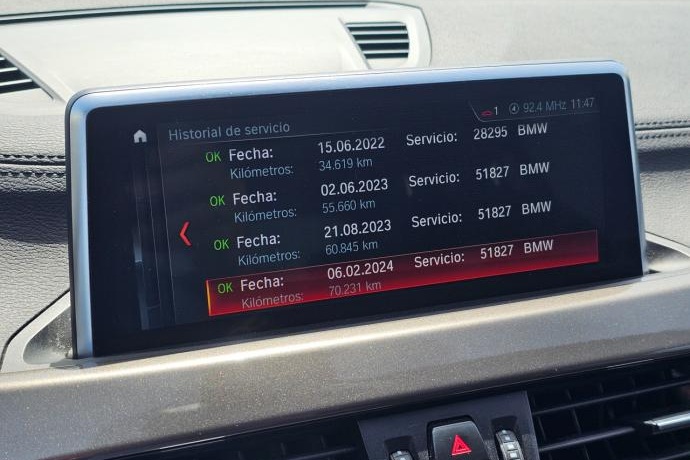 1 92.4 MHz 11:47
Historial de servicio
OK Fecha: 15.06.2022 Servicio: 28295 BMW
Kilómetros: 34.619 km
OK Fecha: 02.06.2023 Servicio: 51827 BMW
Kilómetros: 55.660 km
OK Fecha: 21.08.2023 Servicio: 51827 BMW
Kilómetros: 60.845 km
OK Fecha: 06.02.2024 Servicio: 51827 BMW
Kilómetros: 70.231 km